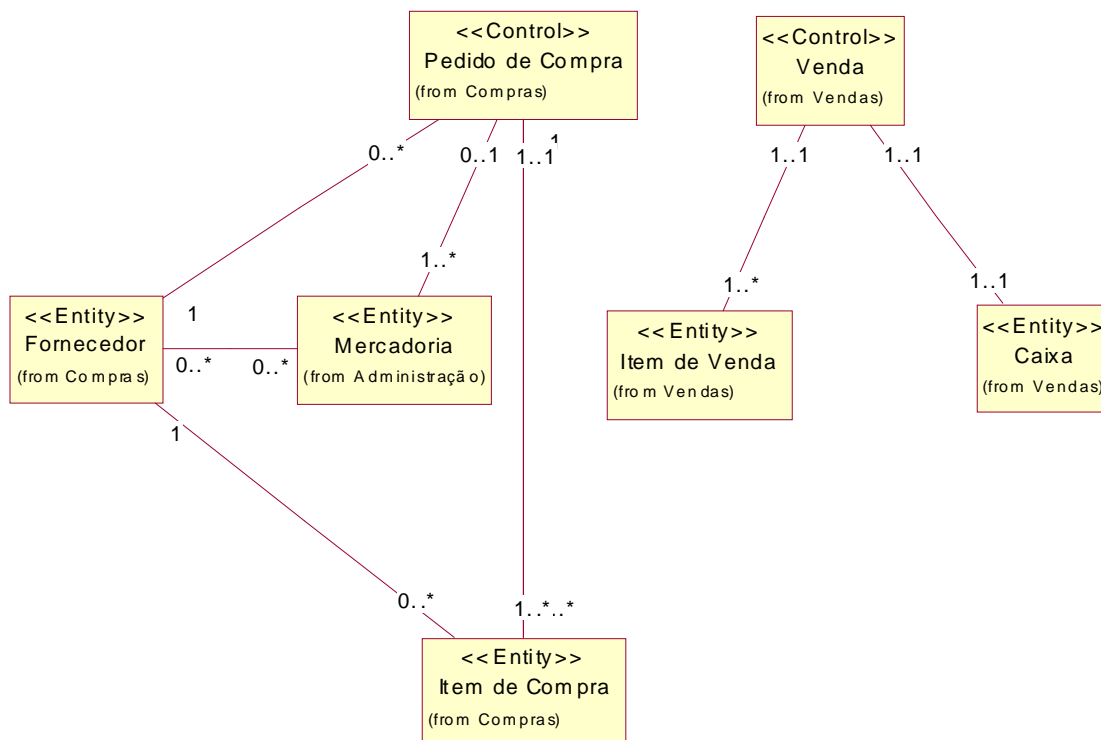 <<Control>>
Pedido de Compra
(from Compras)
<<Control>>
Venda
(from Vendas)
0..*
0..1
1..1
1
1..1
1..1
1..*
1..*
1..1
1
<<Entity>>
Fornecedor
(from Compras)
0..*
0..*
<<Entity>>
Mercadoria
(from Administração)
<<Entity>>
Item de Venda
(from Vendas)
<<Entity>>
Caixa
(from Vendas)
1
0..*
1..*..*
<<Entity>>
Item de Compra
(from Compras)